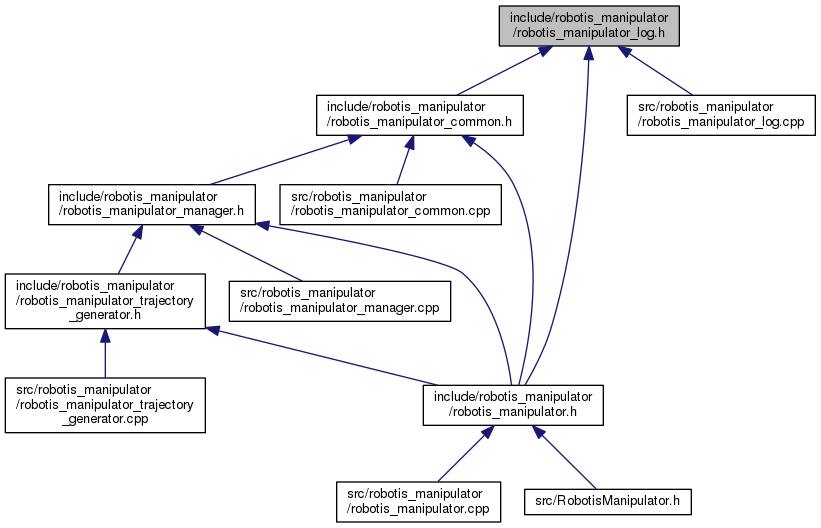 include/robotis_manipulator
/robotis_manipulator_log.h
include/robotis_manipulator
/robotis_manipulator_common.h
src/robotis_manipulator
/robotis_manipulator_log.cpp
include/robotis_manipulator
/robotis_manipulator_manager.h
src/robotis_manipulator
/robotis_manipulator_common.cpp
include/robotis_manipulator
/robotis_manipulator_trajectory
_generator.h
src/robotis_manipulator
/robotis_manipulator_manager.cpp
src/robotis_manipulator
/robotis_manipulator_trajectory
_generator.cpp
include/robotis_manipulator
/robotis_manipulator.h
src/robotis_manipulator
/robotis_manipulator.cpp
src/RobotisManipulator.h